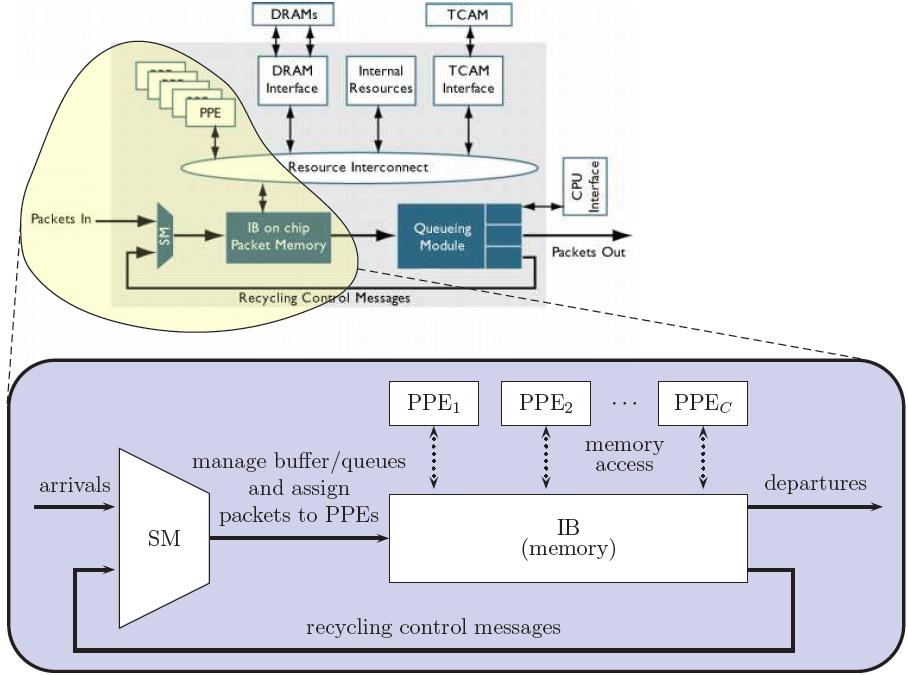 DRAMs
TCAM
DRAM
Interface
Internal
Resources
TCAM
Interface
PPE
Resource Interconnect
CPU
Interface
Packets In
SM
IB on chip
Packet Memory
Queueing
Module
Packets Out
Recycling Control Messages
PPE1
PPE2
...
PPEC
memory
access
manage buffer/queues
and assign
packets to PPEs
arrivals
departures
SM
IB
(memory)
recycling control messages